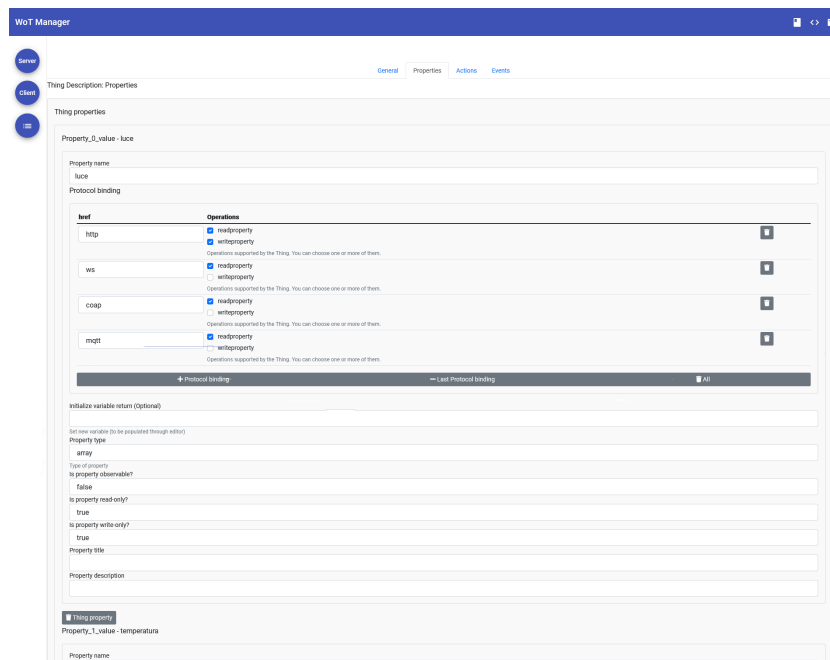 WoT Manager
Server
Client
General Properties Actions Events
Thing Description: Properties
Thing properties
Property_0_value - luce
Property name
luce
Protocol binding
href Operations
http
readproperty
writeproperty
Operations supported by the Thing. You can choose one or more of them.
ws
readproperty
writeproperty
Operations supported by the Thing. You can choose one or more of them.
coap
readproperty
writeproperty
Operations supported by the Thing. You can choose one or more of them.
mqtt
readproperty
writeproperty
Operations supported by the Thing. You can choose one or more of them.
+ Protocol binding − Last Protocol binding All
Initialize variable return (Optional)
Set new variable (to be populated through editor)
Property type
array
Type of property
Is property observable?
false
Is property read-only?
true
Is property write-only?
true
Property title
Property description
Thing property
Property_1_value - temperatura
Property name